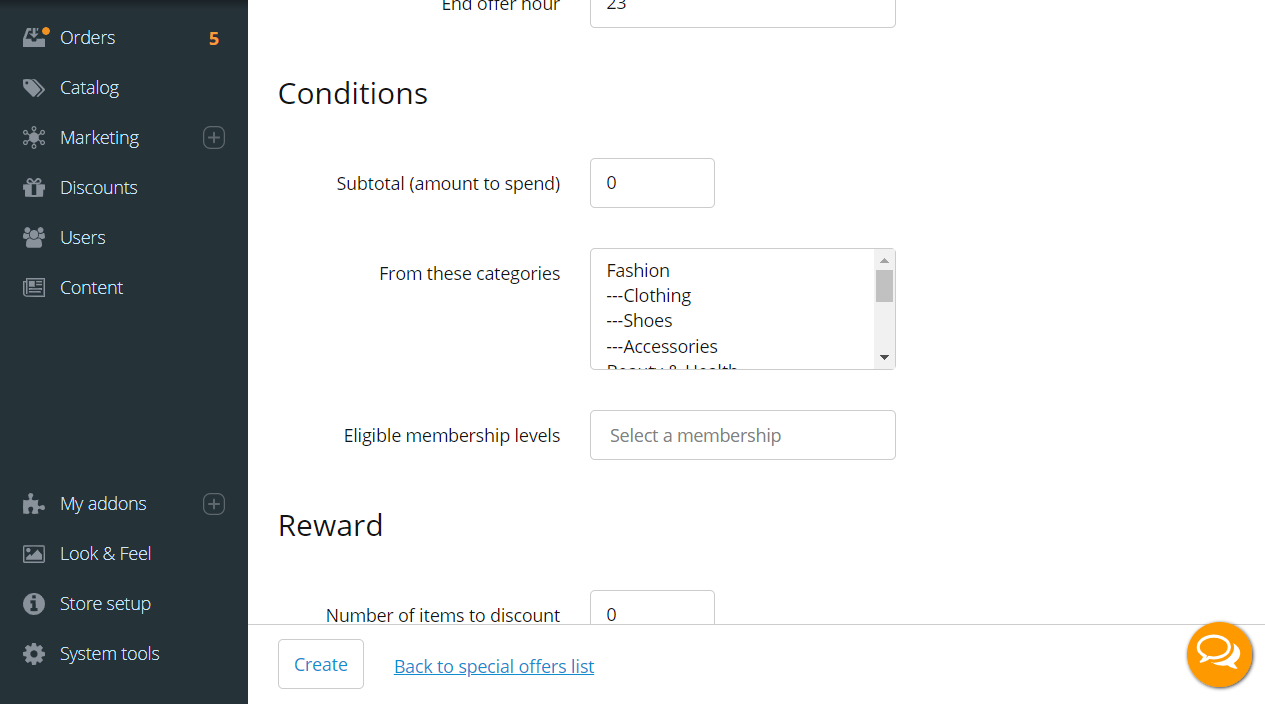 Orders 5
Catalog
Marketing
Discounts
Users
Content
My addons
Look & Feel
Store setup
System tools
End offer hour 23
Conditions
Subtotal (amount to spend) 0
From these categories
Fashion
---Clothing
---Shoes
---Accessories
Beauty & Health
Eligible membership levels Select a membership
Reward
Number of items to discount 0
Create Back to special offers list